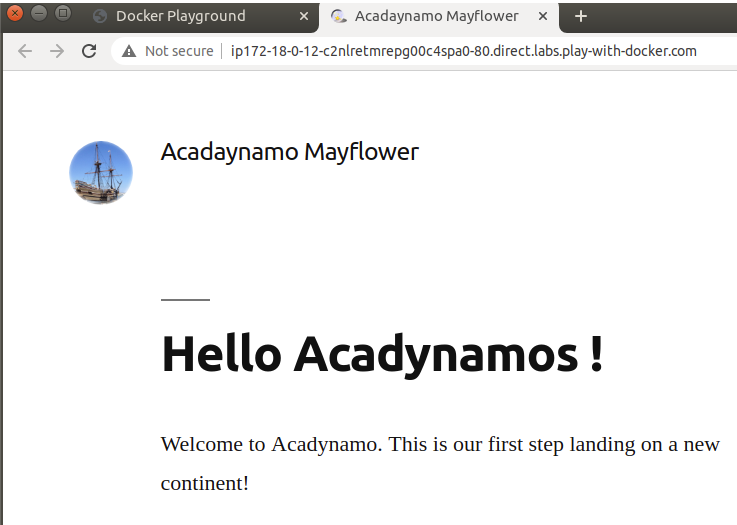 Docker Playground
Acadaynamo Mayflower
Not secure
ip172-18-0-12-c2nlretmrepg00c4spa0-80.direct.labs.play-with-docker.com
Acadaynamo Mayflower
Hello Acadynamos !
Welcome to Acadynamo. This is our first step landing on a new
continent!